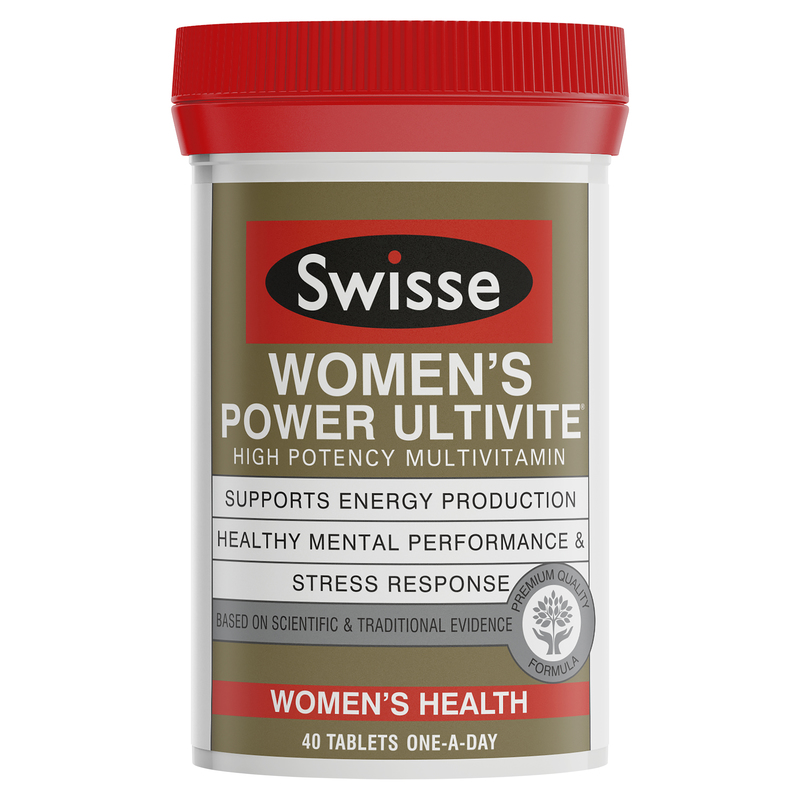 Swisse
WOMEN'S
POWER ULTIVITE®
HIGH POTENCY MULTIVITAMIN
SUPPORTS ENERGY PRODUCTION
HEALTHY MENTAL PERFORMANCE &
STRESS RESPONSE
BASED ON SCIENTIFIC & TRADITIONAL EVIDENCE
PREMIUM QUALITY
FORMULA
WOMEN'S HEALTH
40 TABLETS ONE-A-DAY